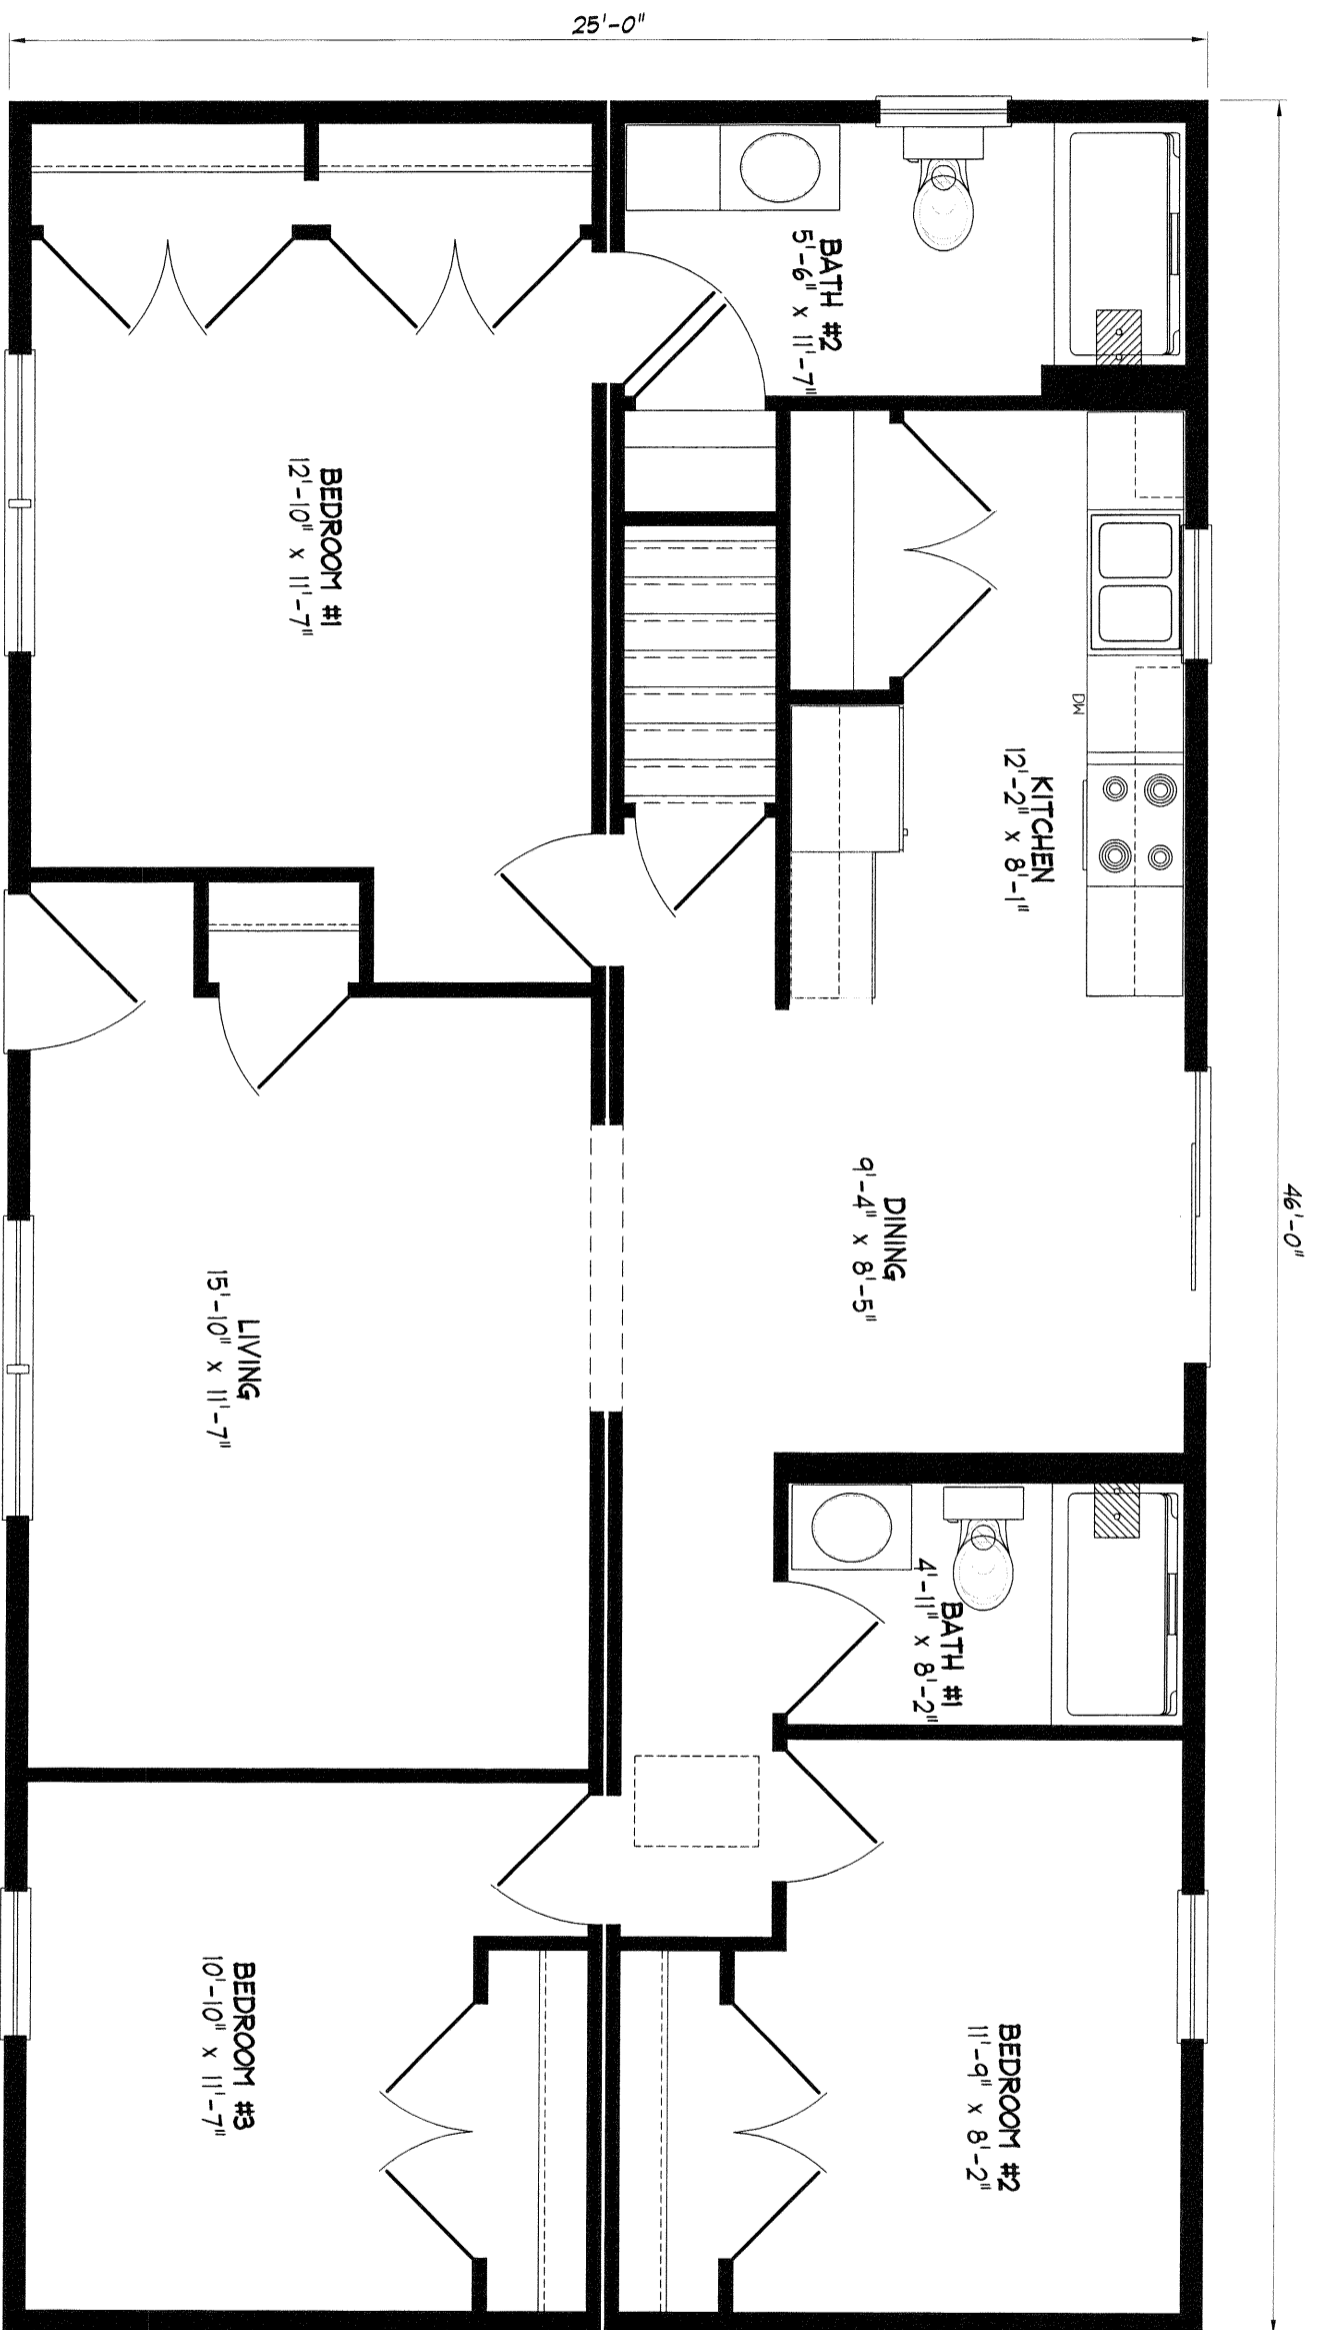 25'-0"
46'-0"
BATH #2
5'-6" x 11'-7"
BEDROOM #1
12'-10" x 11'-7"
DW
KITCHEN
12'-2" x 8'-1"
DINING
9'-4" x 8'-5"
LIVING
15'-10" x 11'-7"
BATH #1
4'-11" x 8'-2"
BEDROOM #2
11'-9" x 8'-2"
BEDROOM #3
10'-10" x 11'-7"